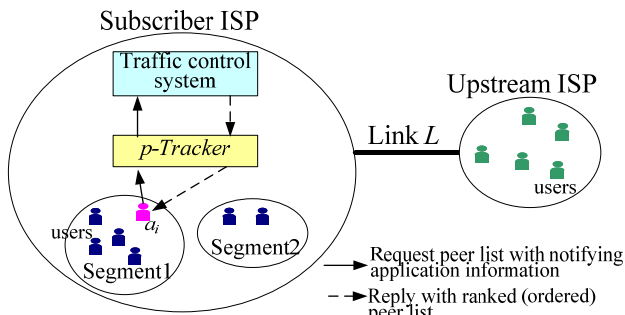 Subscriber ISP
Traffic control
system
Upstream ISP
p-Tracker
Link L
users
users
a_i
Segment1
Segment2
Request peer list with notifying
application information
Reply with ranked (ordered)
peer list